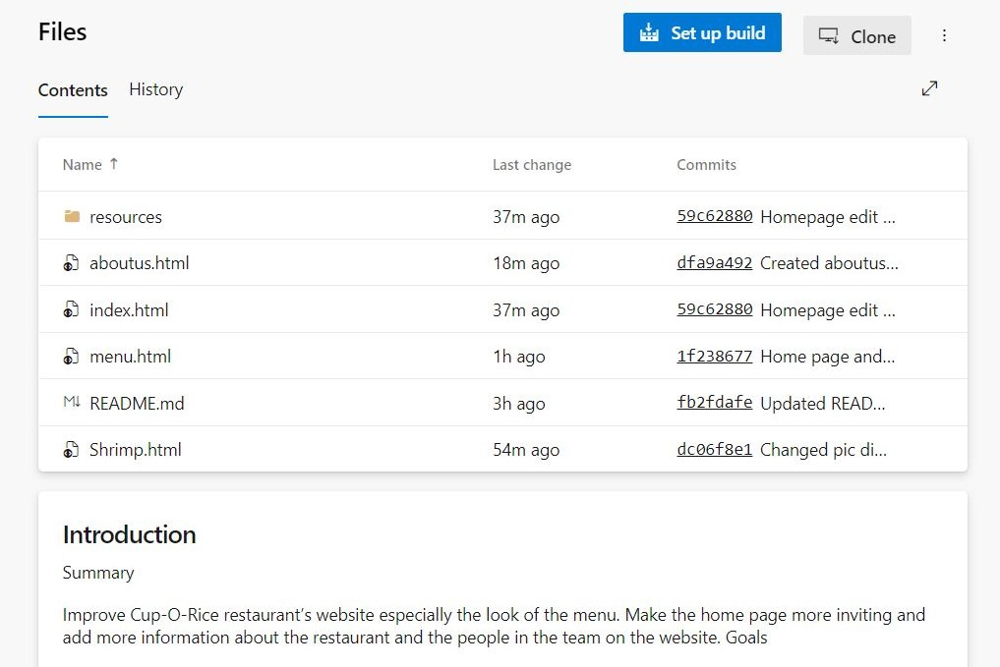 Files
Set up build
Clone
Contents History
Name ↑ Last change Commits
resources 37m ago 59c62880 Homepage edit ...
aboutus.html 18m ago dfa9a492 Created aboutus...
index.html 37m ago 59c62880 Homepage edit ...
menu.html 1h ago 1f238677 Home page and...
M↓ README.md 3h ago fb2fdafe Updated READ...
Shrimp.html 54m ago dc06f8e1 Changed pic di...
Introduction
Summary
Improve Cup-O-Rice restaurant's website especially the look of the menu. Make the home page more inviting and
add more information about the restaurant and the people in the team on the website. Goals